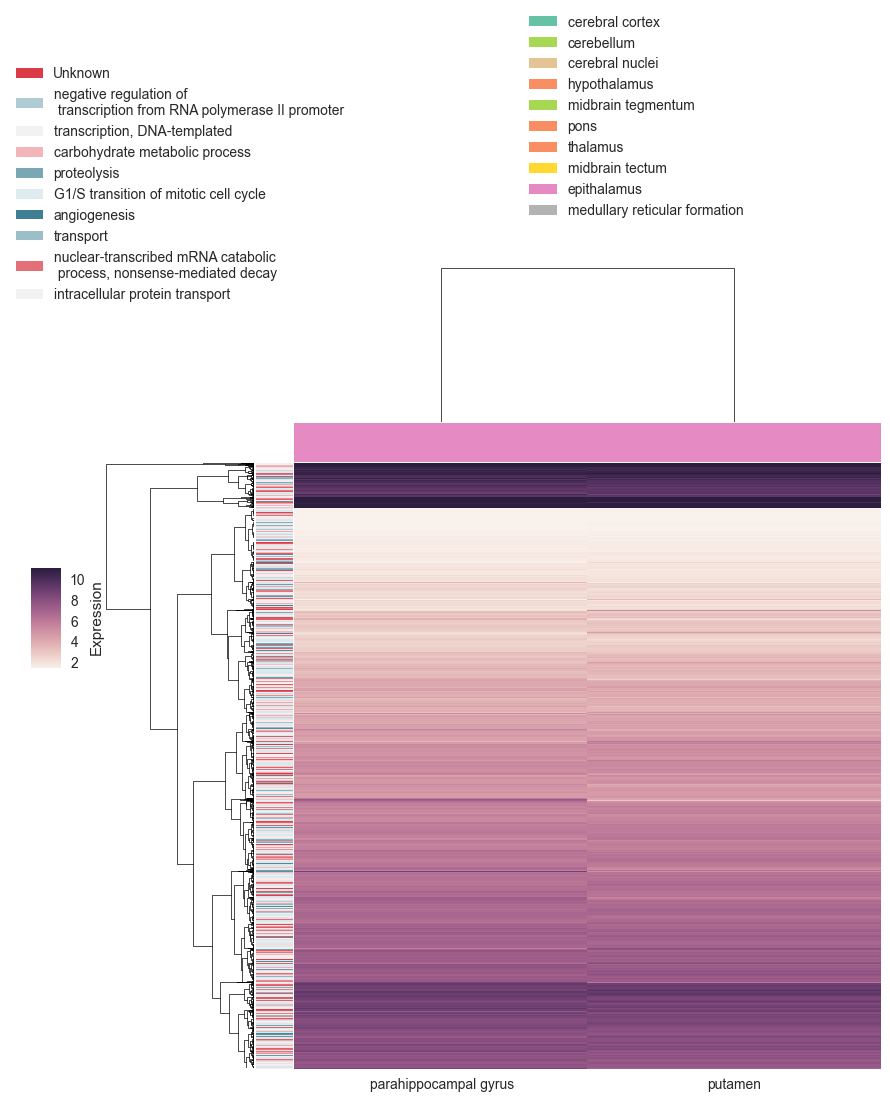 Unknown
negative regulation of
transcription from RNA polymerase II promoter
transcription, DNA-templated
carbohydrate metabolic process
proteolysis
G1/S transition of mitotic cell cycle
angiogenesis
transport
nuclear-transcribed mRNA catabolic
process, nonsense-mediated decay
intracellular protein transport
cerebral cortex
cerebellum
cerebral nuclei
hypothalamus
midbrain tegmentum
pons
thalamus
midbrain tectum
epithalamus
medullary reticular formation
10
8
6
4
2
Expression
parahippocampal gyrus
putamen